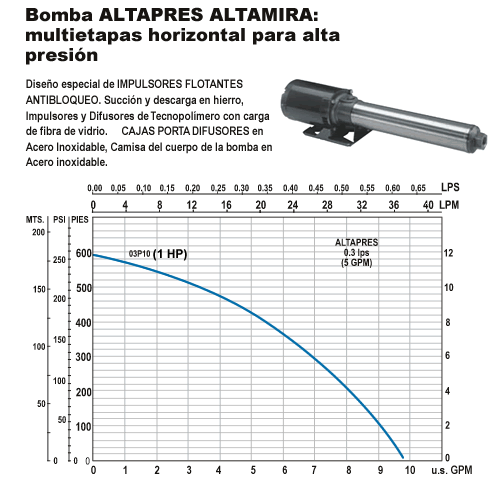 Bomba ALTAPRES ALTAMIRA:
multietapas horizontal para alta
presión
Diseño especial de IMPULSORES FLOTANTES
ANTIBLOQUEO. Succión y descarga en hierro,
Impulsores y Difusores de Tecnopolímero con carga
de fibra de vidrio. CAJAS PORTA DIFUSORES en
Acero Inoxidable, Camisa del cuerpo de la bomba en
Acero inoxidable.
0,00 0.05 0,10 0,15 0,20 0,25 0,30 0.35 0.40 0.45 0,50 0,55 0,60 0,65 LPS
0 4 8 12 16 20 24 28 32 36 40 LPM
MTS. PSI PIES
200
600 12
250
150
500 10
200
400 8
150
100
300 6
100
200 4
50
50
100 2
0 0 0 0
03P10 (1 HP)
ALTAPRES
0.3 lps
(5 GPM)
0 1 2 3 4 5 6 7 8 9 10 u.s. GPM